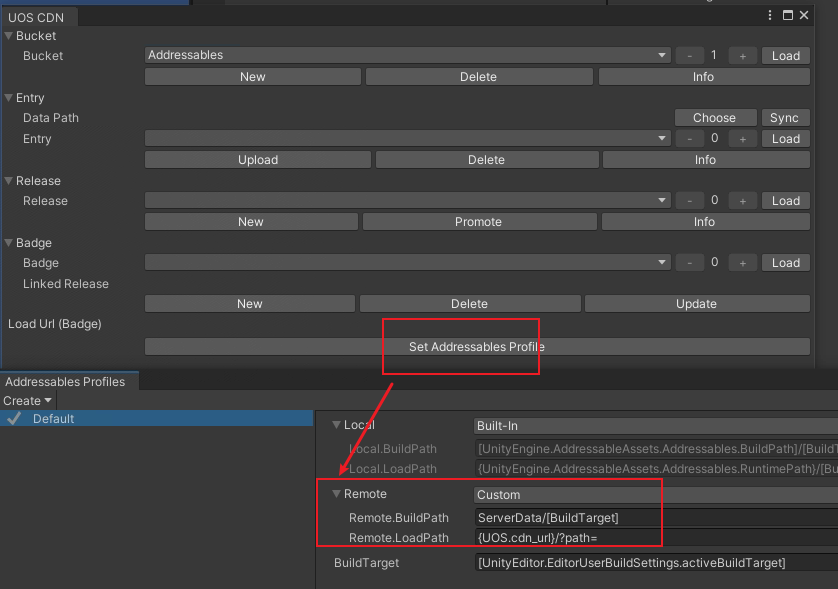 UOS CDN
Bucket
Bucket Addressables - 1 + Load
New Delete Info
Entry
Data Path Choose Sync
Entry - 0 + Load
Upload Delete Info
Release
Release - 0 + Load
New Promote Info
Badge
Badge - 0 + Load
Linked Release
New Delete Update
Load Url (Badge)
Set Addressables Profile
Addressables Profiles
Create
Default
Local Built-In
Local.BuildPath [UnityEngine.AddressableAssets.Addressables.BuildPath]/[BuildT
Local.LoadPath {UnityEngine.AddressableAssets.Addressables.RuntimePath}/[Bu
Remote Custom
Remote.BuildPath ServerData/[BuildTarget]
Remote.LoadPath {UOS.cdn_url}/?path=
BuildTarget [UnityEditor.EditorUserBuildSettings.activeBuildTarget]